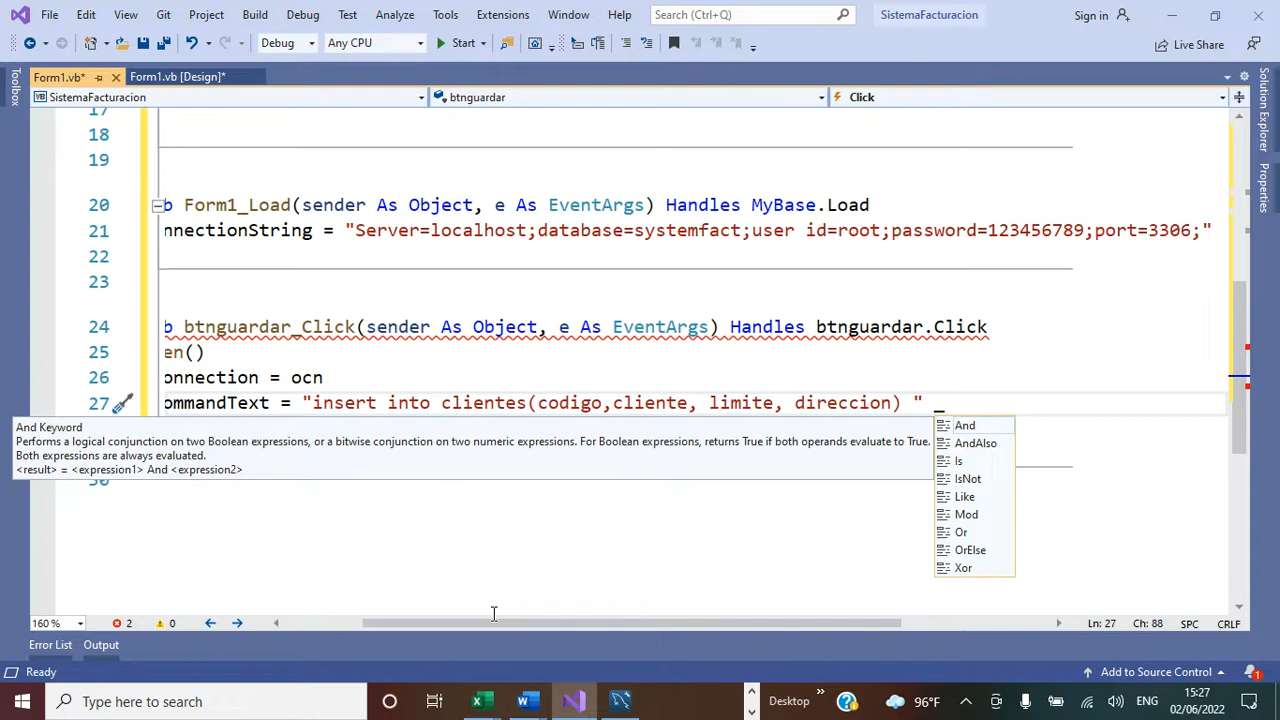 File Edit View Git Project Build Debug Test Analyze Tools Extensions Window Help Search (Ctrl+Q) SistemaFacturacion Sign in
Debug Any CPU Start Live Share
Form1.vb* Form1.vb [Design]*
Toolbox
VB SistemaFacturacion btnguardar Click
Solution Explorer
Properties
17
18
19
20 b Form1_Load(sender As Object, e As EventArgs) Handles MyBase.Load
21 nnectionString = "Server=localhost;database=systemfact;user id=root;password=123456789;port=3306;"
22
23
24 b btnguardar_Click(sender As Object, e As EventArgs) Handles btnguardar.Click
25 en()
26 onnection = ocn
27 ommandText = "insert into clientes(codigo,cliente, limite, direccion) " _
And Keyword
Performs a logical conjunction on two Boolean expressions, or a bitwise conjunction on two numeric expressions. For Boolean expressions, returns True if both operands evaluate to True.
Both expressions are always evaluated.
<result> = <expression1> And <expression2>
And
AndAlso
Is
IsNot
Like
Mod
Or
OrElse
Xor
30
160 % 2 0 Ln: 27 Ch: 88 SPC CRLF
Error List Output
Ready Add to Source Control 1
Type here to search Desktop 96°F ENG 15:27
02/06/2022